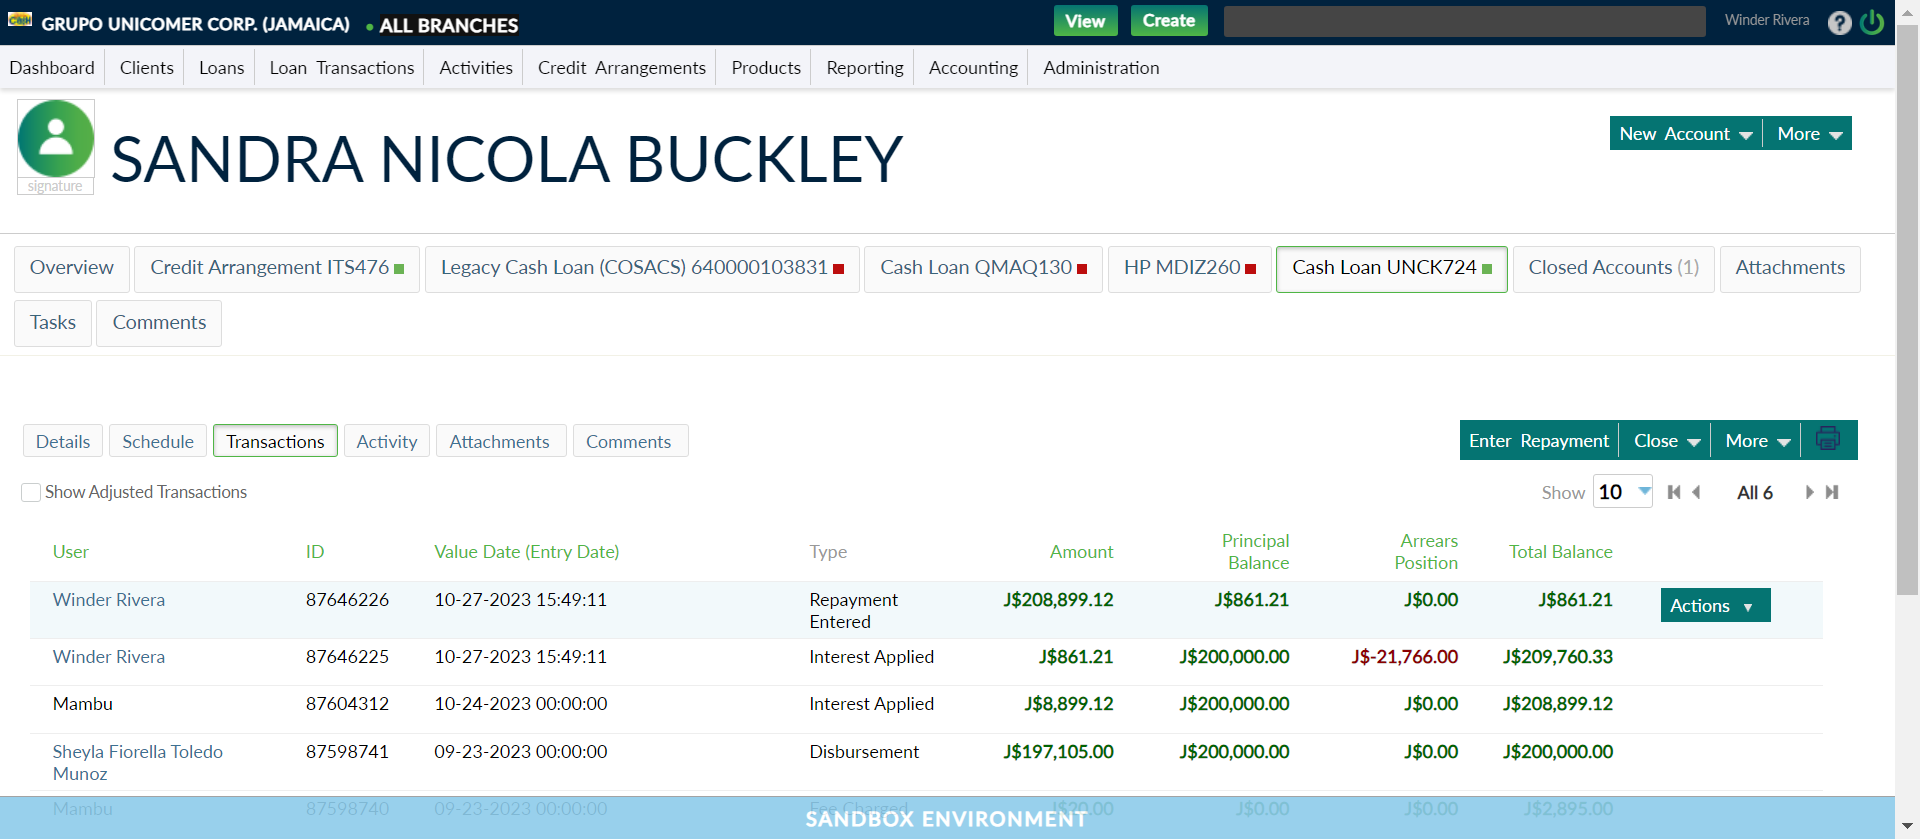 Cash GRUPO UNICOMER CORP. (JAMAICA) • ALL BRANCHES View Create Winder Rivera ?
Dashboard Clients Loans Loan Transactions Activities Credit Arrangements Products Reporting Accounting Administration
SANDRA NICOLA BUCKLEY
signature
New Account More
Overview Credit Arrangement ITS476 Legacy Cash Loan (COSACS) 640000103831 Cash Loan QMAQ130 HP MDIZ260 Cash Loan UNCK724 Closed Accounts (1) Attachments
Tasks Comments
Details Schedule Transactions Activity Attachments Comments Enter Repayment Close More
Show Adjusted Transactions Show 10 All 6
User ID Value Date (Entry Date) Type Amount Principal Balance Arrears Position Total Balance
Winder Rivera 87646226 10-27-2023 15:49:11 Repayment Entered J$208,899.12 J$861.21 J$0.00 J$861.21 Actions ▼
Winder Rivera 87646225 10-27-2023 15:49:11 Interest Applied J$861.21 J$200,000.00 J$-21,766.00 J$209,760.33
Mambu 87604312 10-24-2023 00:00:00 Interest Applied J$8,899.12 J$200,000.00 J$0.00 J$208,899.12
Sheyla Fiorella Toledo Munoz 87598741 09-23-2023 00:00:00 Disbursement J$197,105.00 J$200,000.00 J$0.00 J$200,000.00
Mambu 87598740 09-23-2023 00:00:00 Fee Charged J$20.00 J$0.00 J$0.00 J$2,895.00
SANDBOX ENVIRONMENT